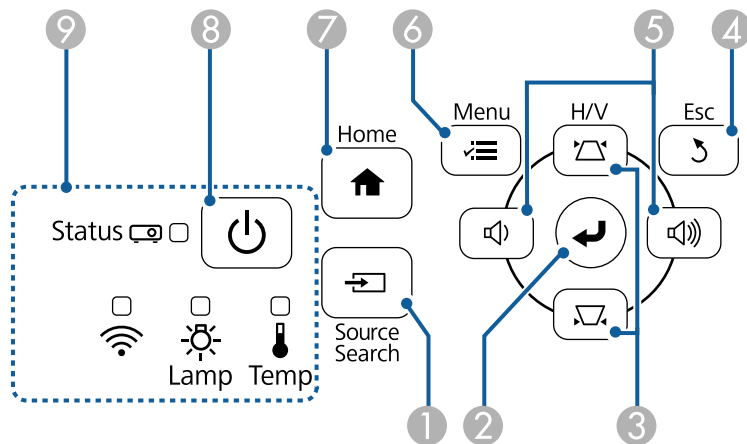 9 8 7 6 5 4
Menu H/V Esc
Home
Status
Source
Search
Lamp Temp
1 2 3